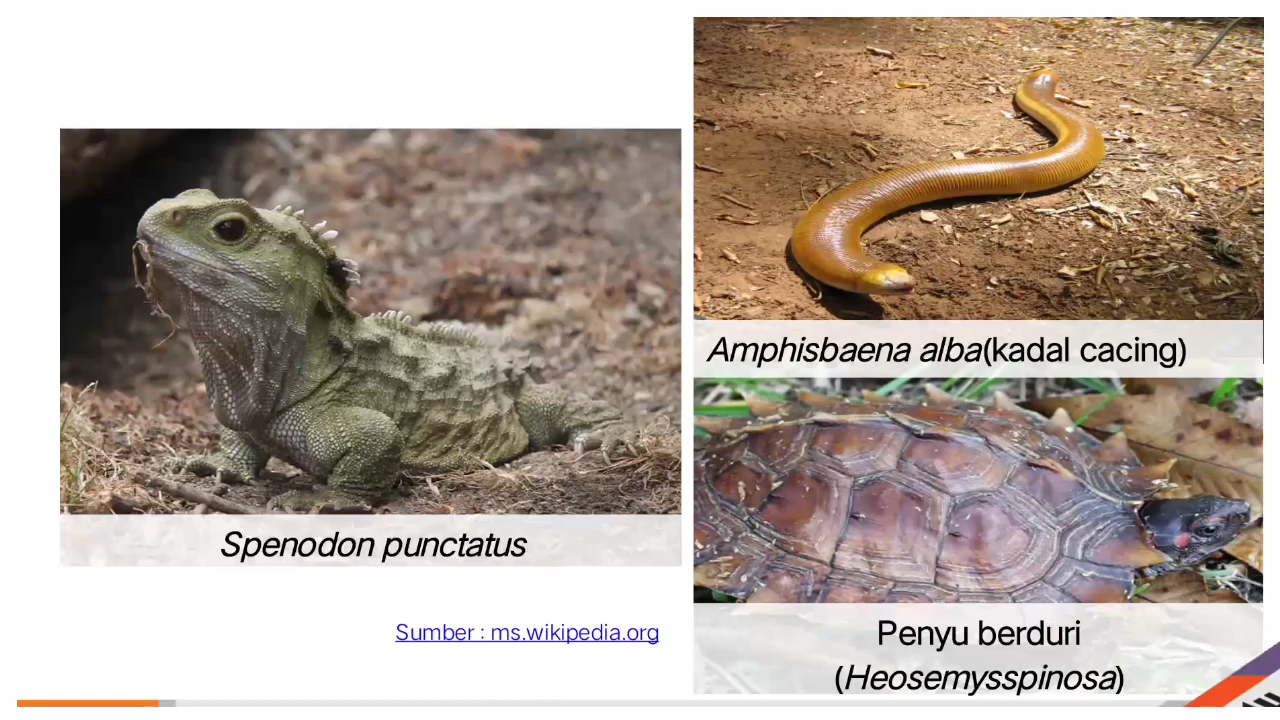 Spenodon punctatus
Sumber : ms.wikipedia.org
Amphisbaena alba(kadal cacing)
Penyu berduri
(Heosemysspinosa)